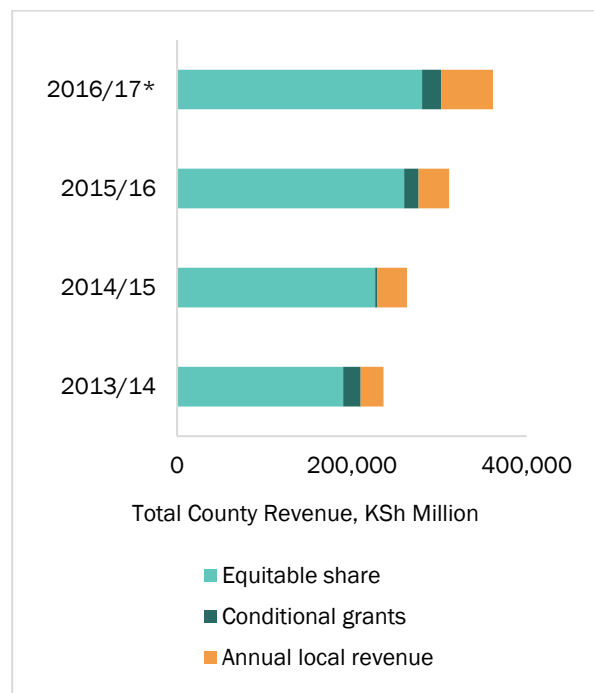 2016/17*
2015/16
2014/15
2013/14
0 200,000 400,000
Total County Revenue, KSh Million
Equitable share
Conditional grants
Annual local revenue